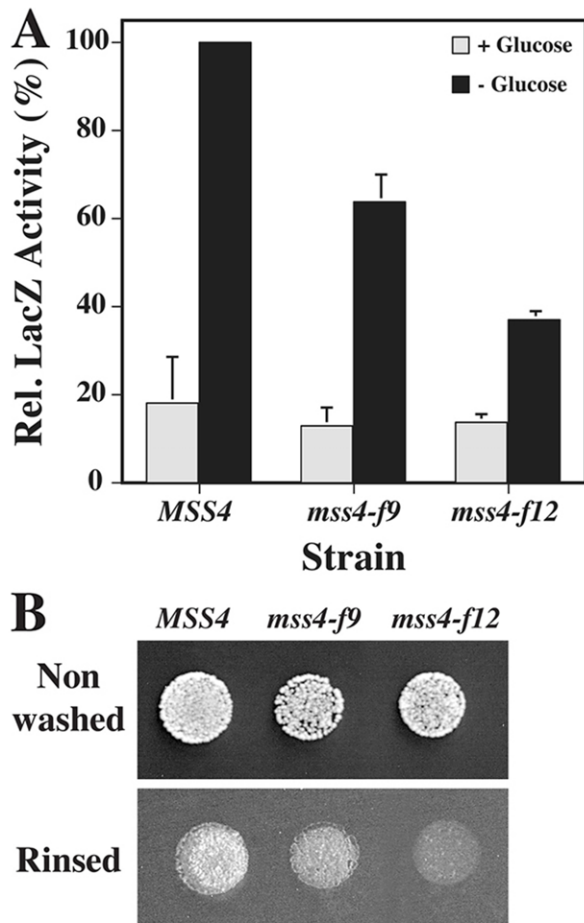 A
Rel. LacZ Activity (%)
100
80
60
40
20
0
+ Glucose
- Glucose
MSS4
mss4-f9
mss4-f12
Strain
B
MSS4
mss4-f9
mss4-f12
Non
washed
Rinsed